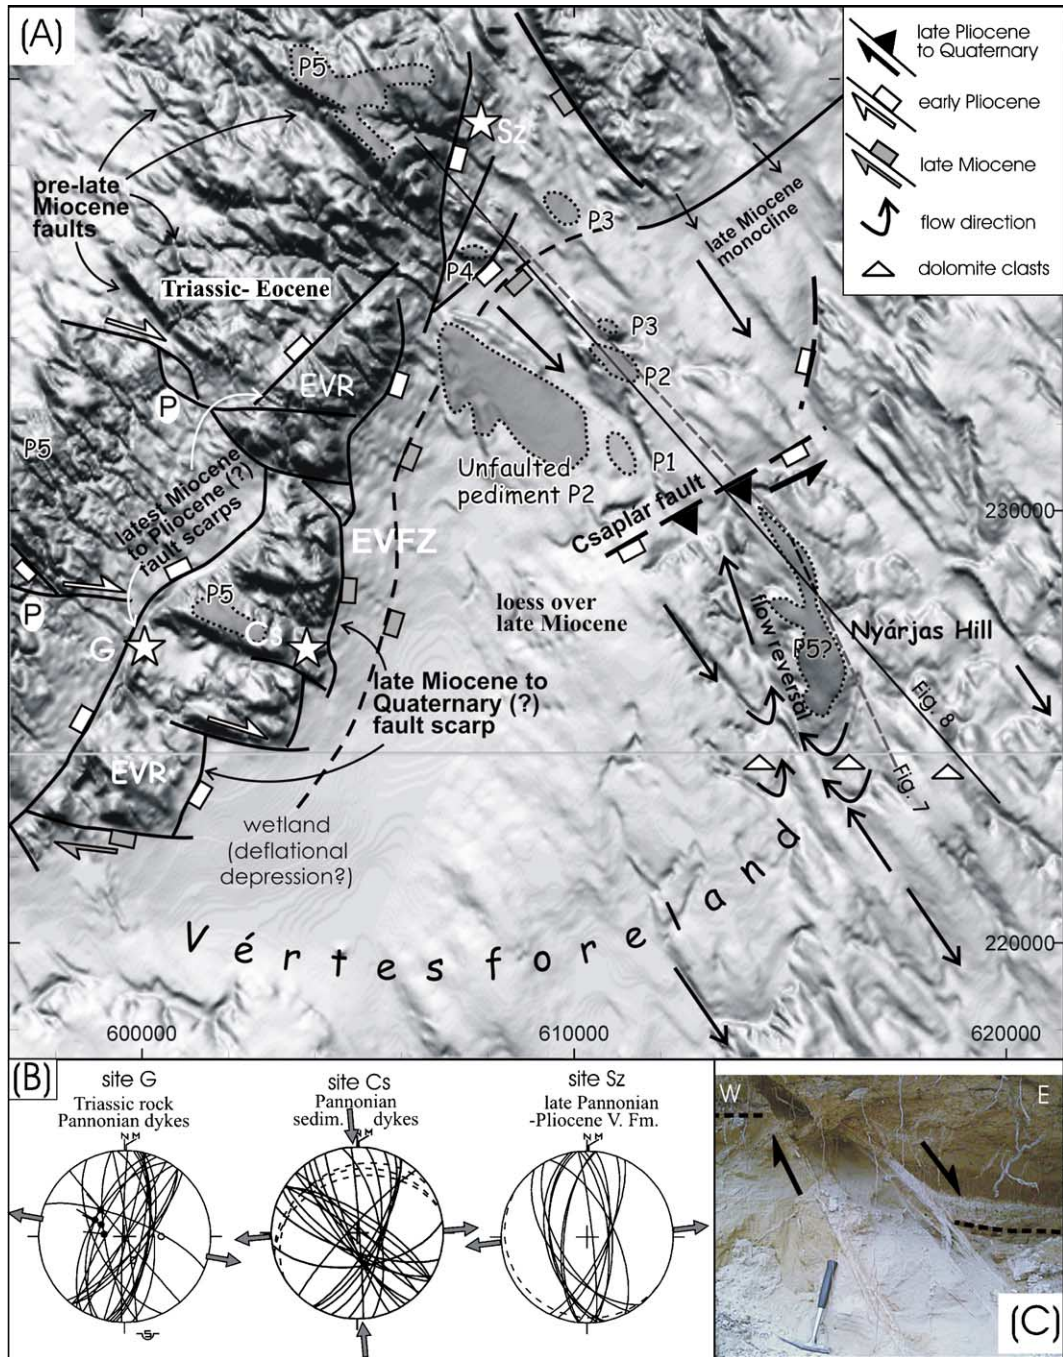 (A)
late Pliocene
to Quaternary
early Pliocene
late Miocene
flow direction
dolomite clasts
P5
Sz
pre-late
Miocene
faults
P3
late Miocene
monocline
P4
Triassic- Eocene
P3
EVR
P2
P
P5
Unfaulted
pediment P2
P1
latest Miocene
to Pliocene (?)
fault scarps
Csaplar fault
230000
EVFZ
P5
loess over
late Miocene
P
G
Cs
flow reversal
P5?
Nyárjas Hill
late Miocene to
Quaternary (?)
fault scarp
Fig. 8
EVR
Fig. 7
wetland
(deflational
depression?)
Vértes foreland
220000
600000
610000
620000
(B)
site G
Triassic rock
Pannonian dykes
N M
site Cs
Pannonian
sedim. dykes
N M
site Sz
late Pannonian
-Pliocene V. Fm.
N M
5
W
E
(C)